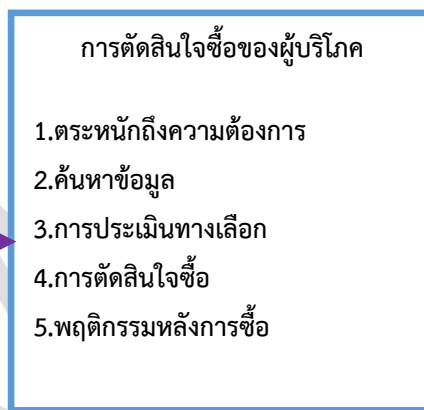 การตัดสินใจซื้อของผู้บริโภค
1.ตระหนักถึงความต้องการ
2.ค้นหาข้อมูล
3.การประเมินทางเลือก
4.การตัดสินใจซื้อ
5.พฤติกรรมหลังการซื้อ